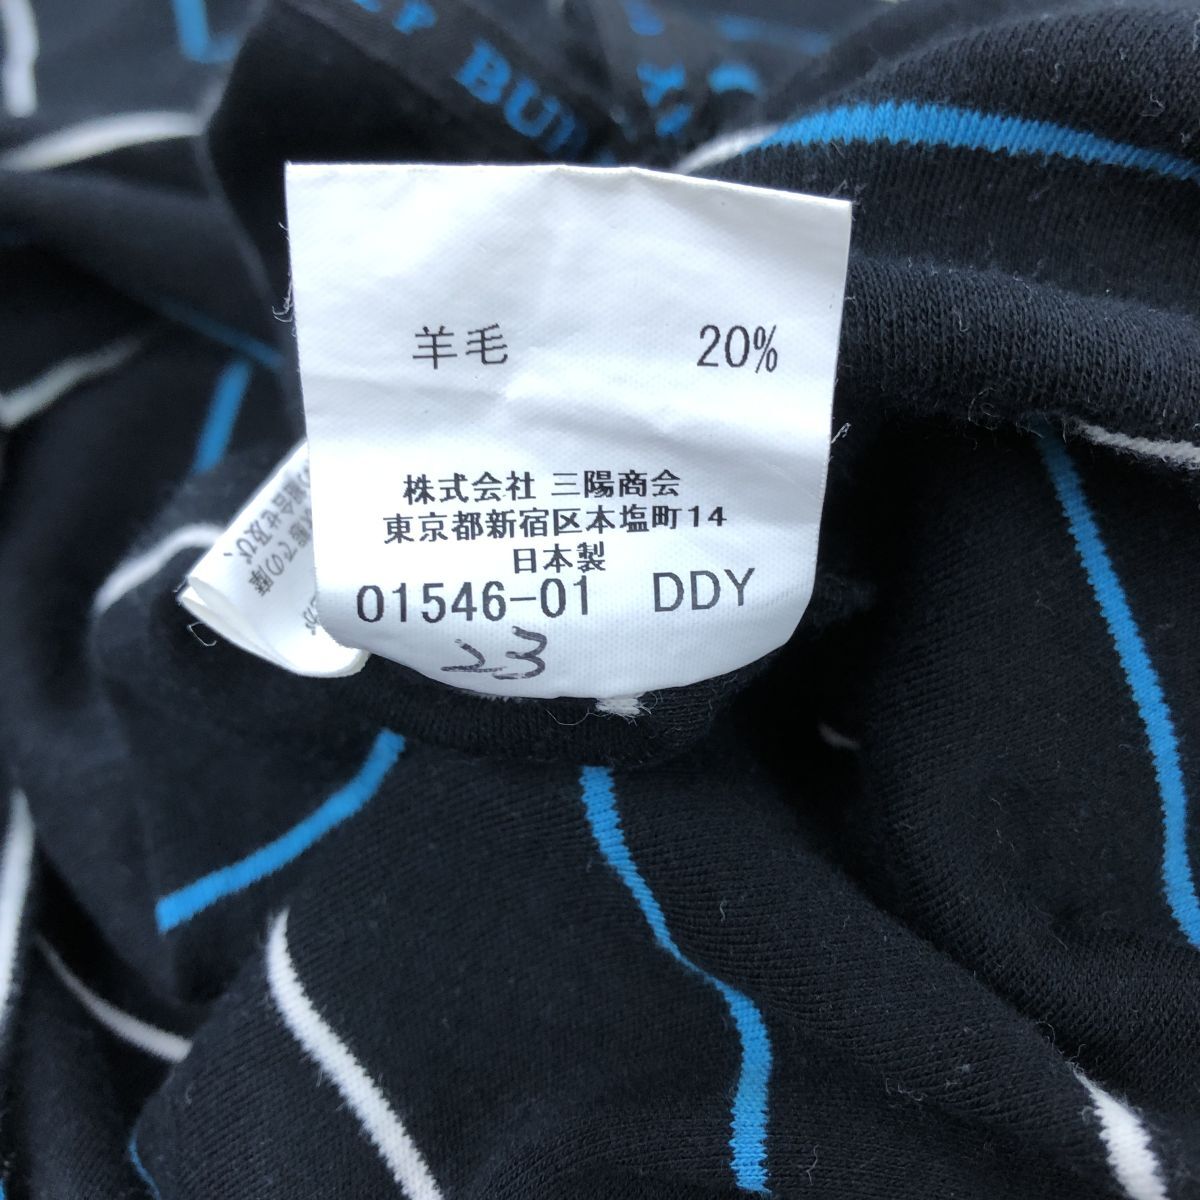 羊毛 20%
株式会社 三陽商会
東京都新宿区本塩町14
日本製
01546-01 DDY
23